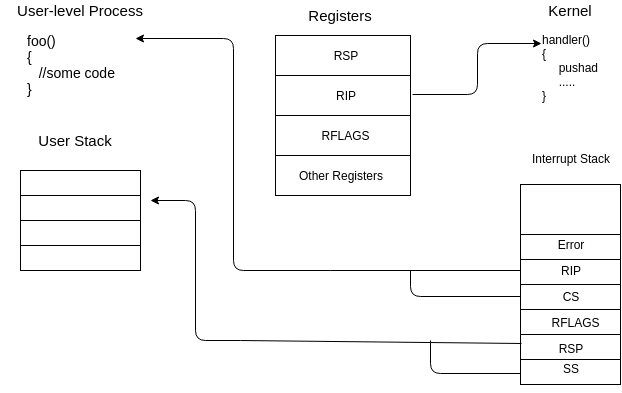 User-level Process
foo()
{
//some code
}
User Stack
Registers
RSP
RIP
RFLAGS
Other Registers
Kernel
handler()
{
pushad
.....
}
Interrupt Stack
Error
RIP
CS
RFLAGS
RSP
SS